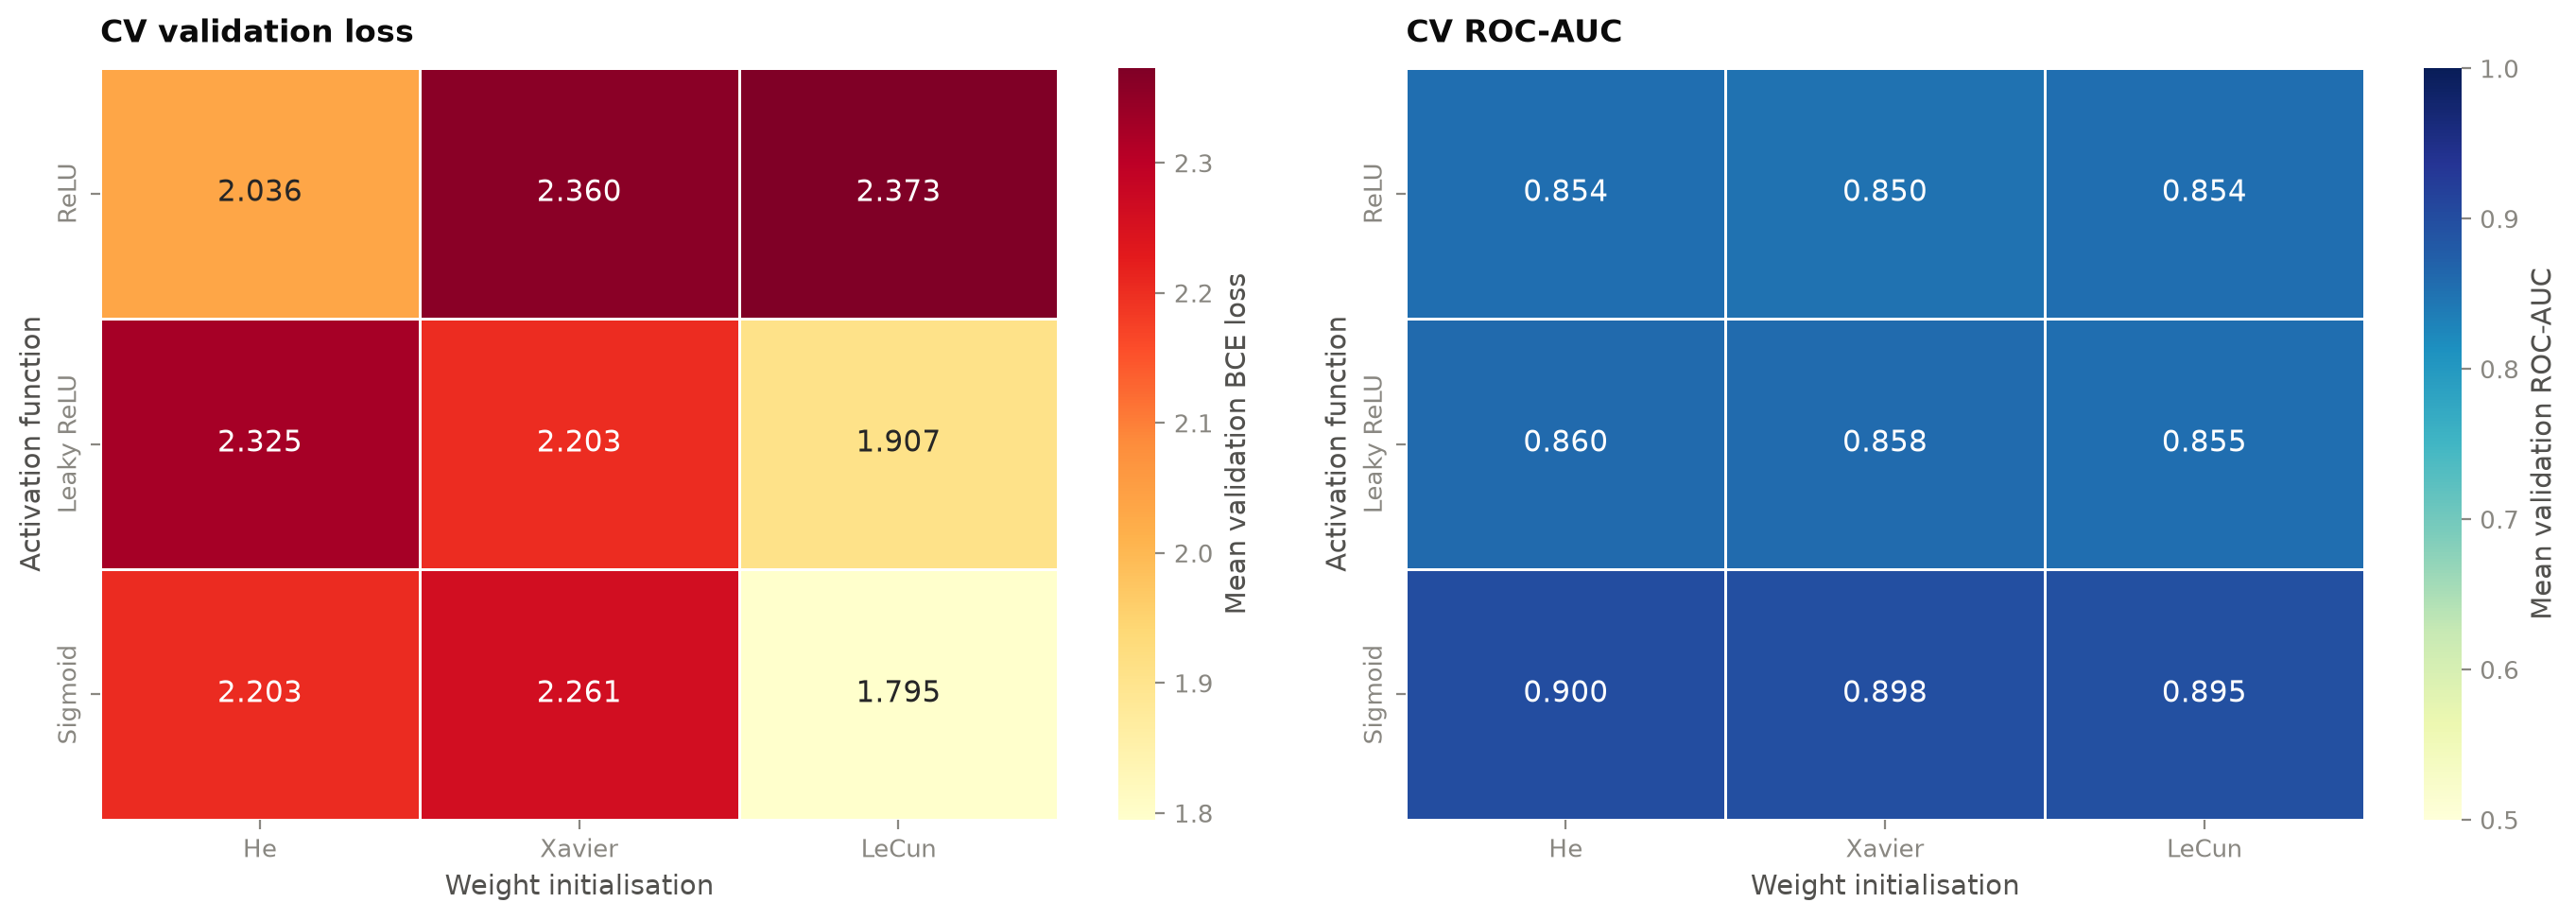 CV validation loss
Activation function
ReLU
Leaky ReLU
Sigmoid
2.036 2.360 2.373
2.325 2.203 1.907
2.203 2.261 1.795
He Xavier LeCun
Weight initialisation
2.3
2.2
2.1
2.0
1.9
1.8
Mean validation BCE loss
CV ROC-AUC
Activation function
ReLU
Leaky ReLU
Sigmoid
0.854 0.850 0.854
0.860 0.858 0.855
0.900 0.898 0.895
He Xavier LeCun
Weight initialisation
1.0
0.9
0.8
0.7
0.6
0.5
Mean validation ROC-AUC